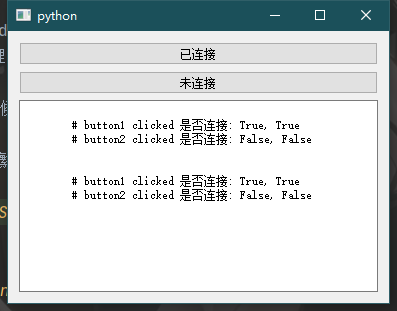 python
已连接
未连接
# button1 clicked 是否连接: True, True
# button2 clicked 是否连接: False, False
# button1 clicked 是否连接: True, True
# button2 clicked 是否连接: False, False